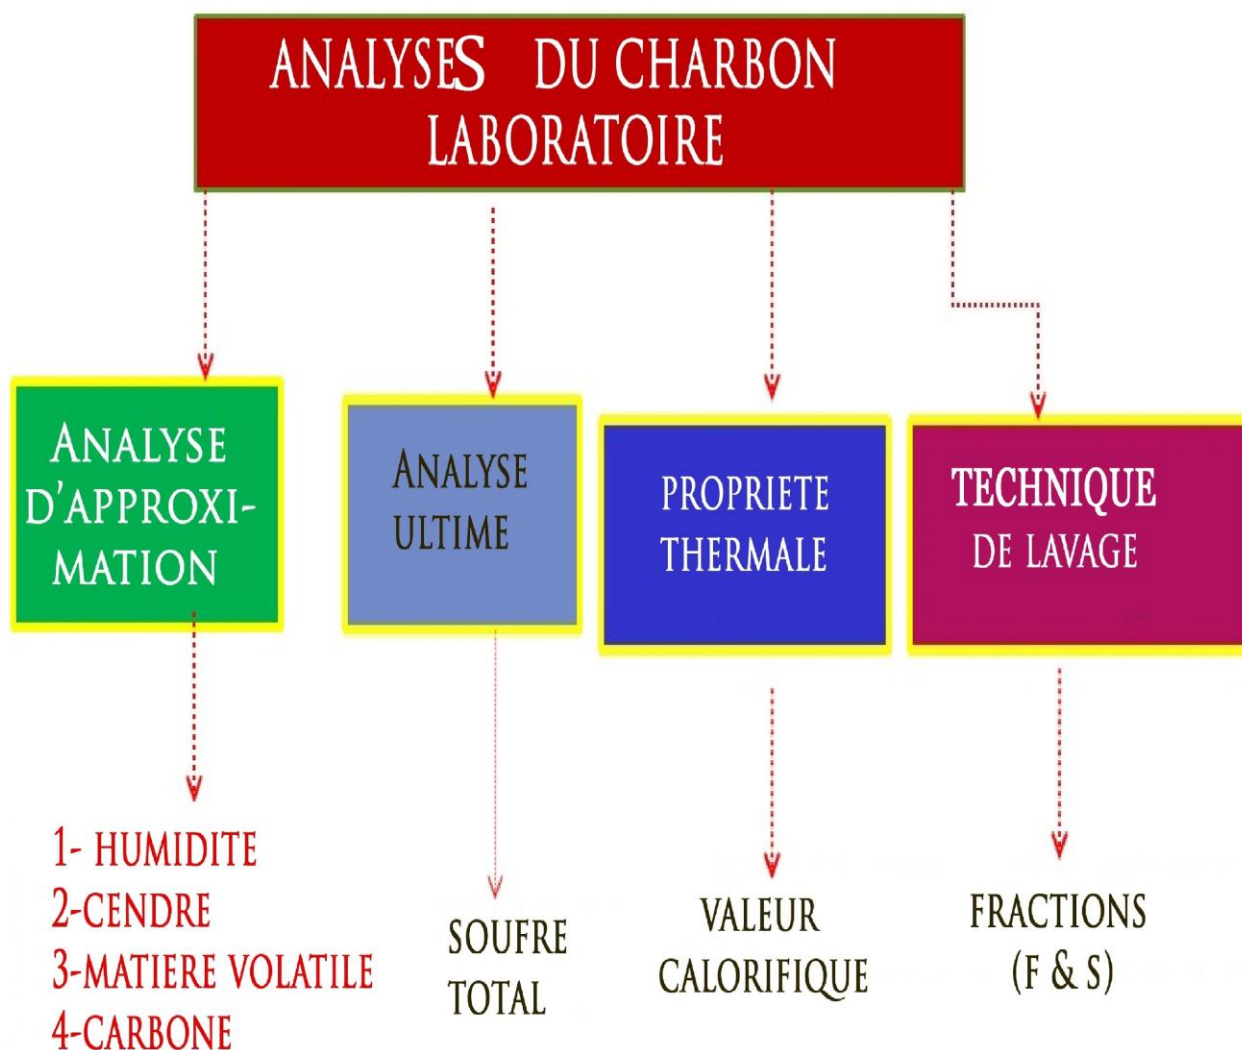 ANALYSES DU CHARBON
LABORATOIRE
ANALYSE
D'APPROXI-
MATION
ANALYSE
ULTIME
PROPRIETE
THERMALE
TECHNIQUE
DE LAVAGE
1- HUMIDITE
2-CENDRE
3-MATIERE VOLATILE
4-CARBONE
SOUFRE
TOTAL
VALEUR
CALORIFIQUE
FRACTIONS
(F & S)